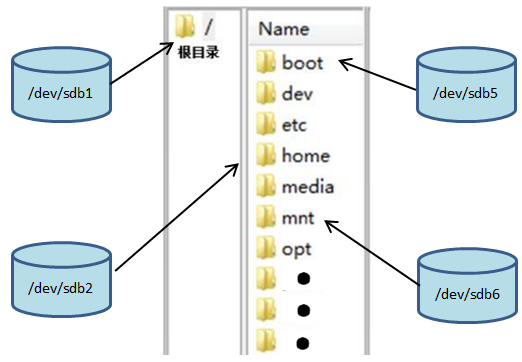 /
根目录
Name
boot
dev
etc
home
media
mnt
opt
/dev/sdb1
/dev/sdb2
/dev/sdb5
/dev/sdb6